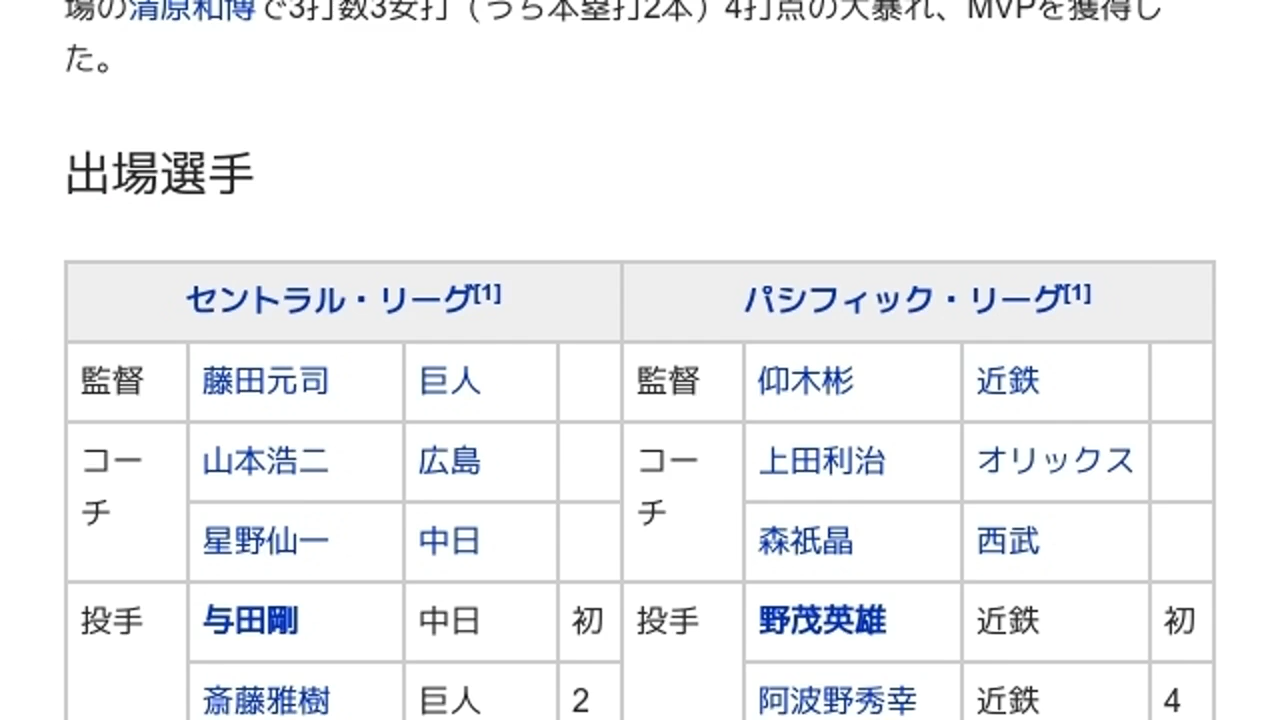 場の清原和博で3打数3安打（うち本塁打2本）4打点の大暴れ、MVPを獲得し
た。
出場選手
セントラル・リーグ[1] パシフィック・リーグ[1]
監督 藤田元司 巨人 監督 仰木彬 近鉄
コーチ 山本浩二 広島 コーチ 上田利治 オリックス
星野仙一 中日 森祇晶 西武
投手 与田剛 中日 初 投手 野茂英雄 近鉄 初
斎藤雅樹 巨人 2 阿波野秀幸 近鉄 4